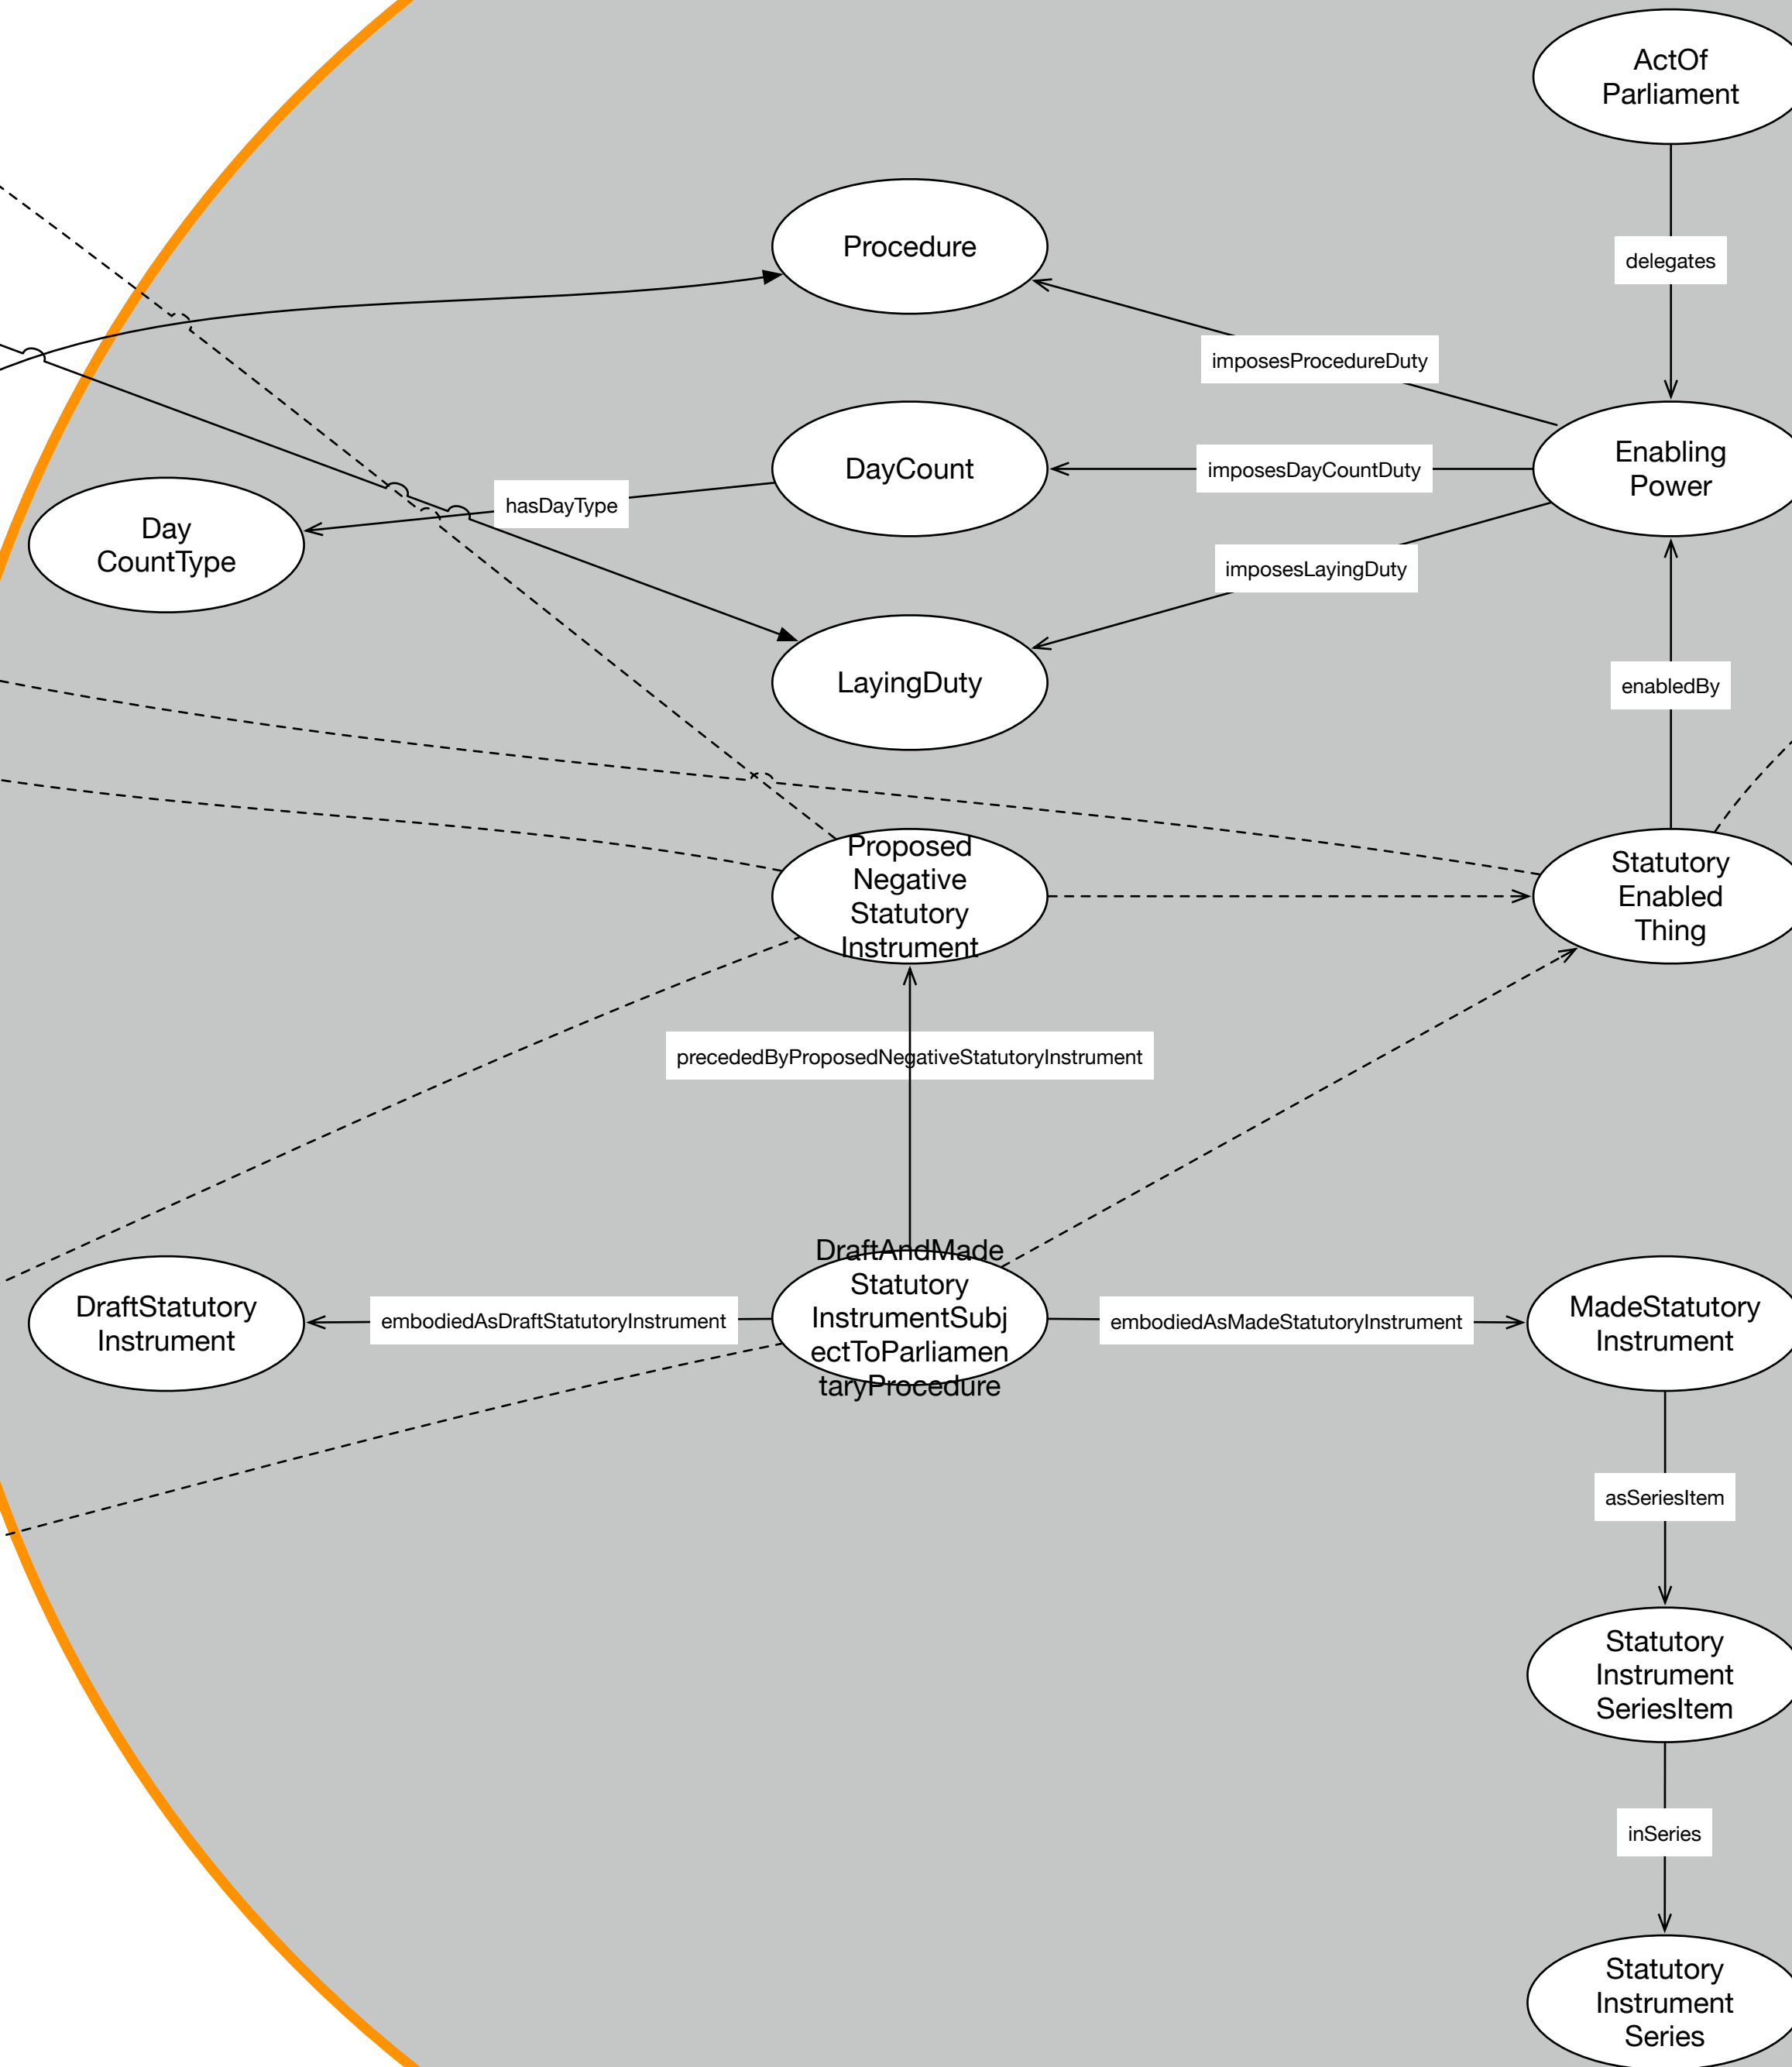 ActOf
Parliament
delegates
Procedure
imposesProcedureDuty
DayCount
imposesDayCountDuty
Enabling
Power
hasDayType
Day
CountType
imposesLayingDuty
LayingDuty
enabledBy
Proposed
Negative
Statutory
Instrument
Statutory
Enabled
Thing
precededByProposedNegativeStatutoryInstrument
DraftStatutory
Instrument
embodiedAsDraftStatutoryInstrument
DraftAndMade
Statutory
InstrumentSubj
ectToParliamen
taryProcedure
embodiedAsMadeStatutoryInstrument
MadeStatutory
Instrument
asSeriesItem
Statutory
Instrument
SeriesItem
inSeries
Statutory
Instrument
Series